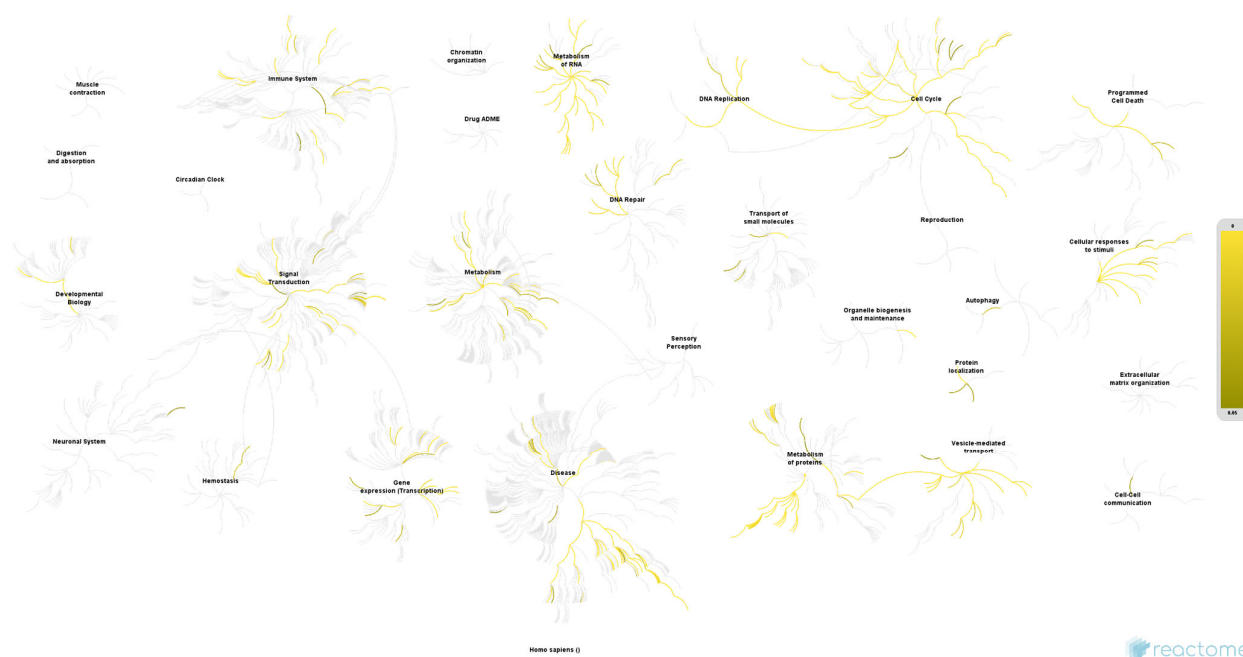 Muscle
contraction
Immune System
Chromatin
organization
Metabolism
of RNA
DNA Replication
Cell Cycle
Programmed
Cell Death
Digestion
and absorption
Drug ADME
Circadian Clock
DNA Repair
Transport of
small molecules
Reproduction
Cellular responses
to stimuli
0
Developmental
Biology
Signal
Transduction
Metabolism
Autophagy
Organelle biogenesis
and maintenance
Sensory
Perception
Protein
localization
Extracellular
matrix organization
0.05
Neuronal System
Hemostasis
Gene
expression (Transcription)
Disease
Metabolism
of proteins
Vesicle-mediated
transport
Cell-Cell
communication
Homo sapiens ()
reactome